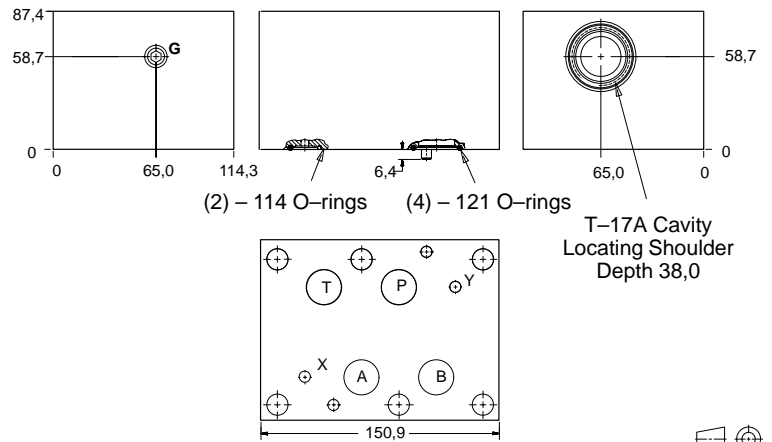 87,4
58,7
0
G
0
65,0
114,3
6,4
(2) – 114 O–rings
(4) – 121 O–rings
58,7
65,0
0
T–17A Cavity
Locating Shoulder
Depth 38,0
T
P
Y
X
A
B
150,9